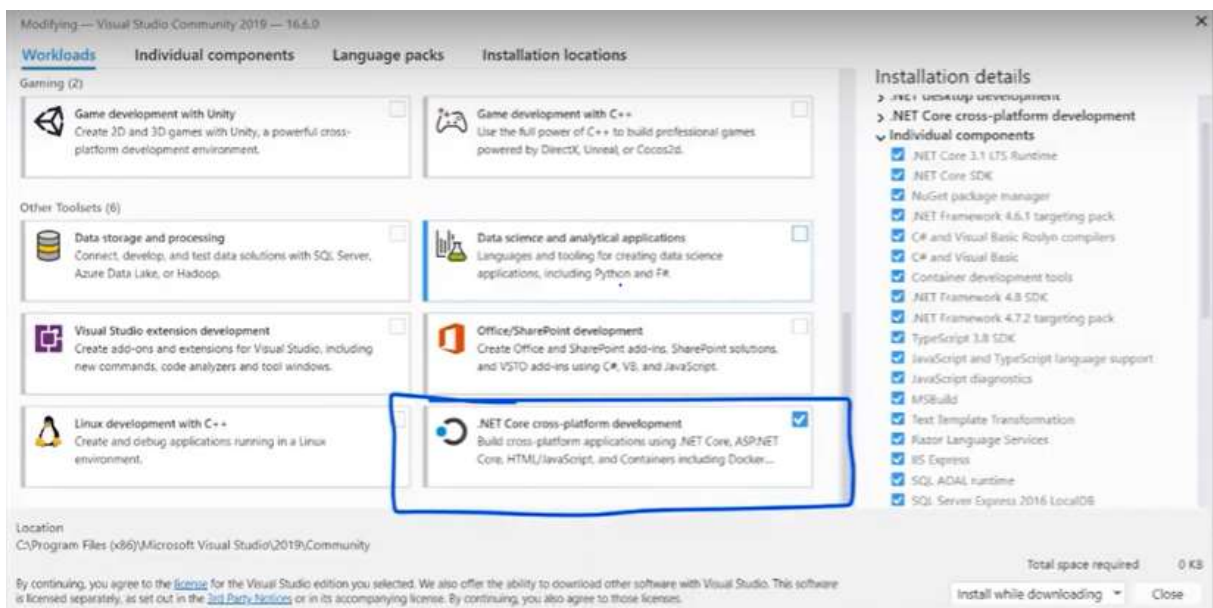 Modifying — Visual Studio Community 2019 — 16.6.0
Workloads
Individual components
Language packs
Installation locations
Gaming (2)
Game development with Unity
Create 2D and 3D games with Unity, a powerful cross-
platform development environment.
Game development with C++
Use the full power of C++ to build professional games
powered by DirectX, Unreal, or Cocos2d.
Other Toolsets (6)
Data storage and processing
Connect, develop, and test data solutions with SQL Server,
Azure Data Lake, or Hadoop.
Data science and analytical applications
Languages and tooling for creating data science
applications, including Python and F#.
Visual Studio extension development
Create add-ons and extensions for Visual Studio, including
new commands, code analyzers and tool windows.
Office/SharePoint development
Create Office and SharePoint add-ins, SharePoint solutions,
and VSTO add-ins using C#, VB, and JavaScript.
Linux development with C++
Create and debug applications running in a Linux
environment.
.NET Core cross-platform development
Build cross-platform applications using .NET Core, ASP.NET
Core, HTML/JavaScript, and Containers including Docker...
Installation details
.NET desktop development
.NET Core cross-platform development
Individual components
.NET Core 3.1 LTS Runtime
.NET Core SDK
NuGet package manager
.NET Framework 4.6.1 targeting pack
C# and Visual Basic Roslyn compilers
C# and Visual Basic
Container development tools
.NET Framework 4.8 SDK
.NET Framework 4.7.2 targeting pack
TypeScript 3.8 SDK
JavaScript and TypeScript language support
JavaScript diagnostics
MSBuild
Text Template Transformation
Razor Language Services
IIS Express
SQL ADAL runtime
SQL Server Express 2016 LocalDB
Location
C:\Program Files (x86)\Microsoft Visual Studio\2019\Community
By continuing, you agree to the license for the Visual Studio edition you selected. We also offer the ability to download other software with Visual Studio. This software
is licensed separately, as set out in the 3rd Party Notices or in its accompanying license. By continuing, you also agree to those licenses.
Total space required 0 KB
Install while downloading
Close